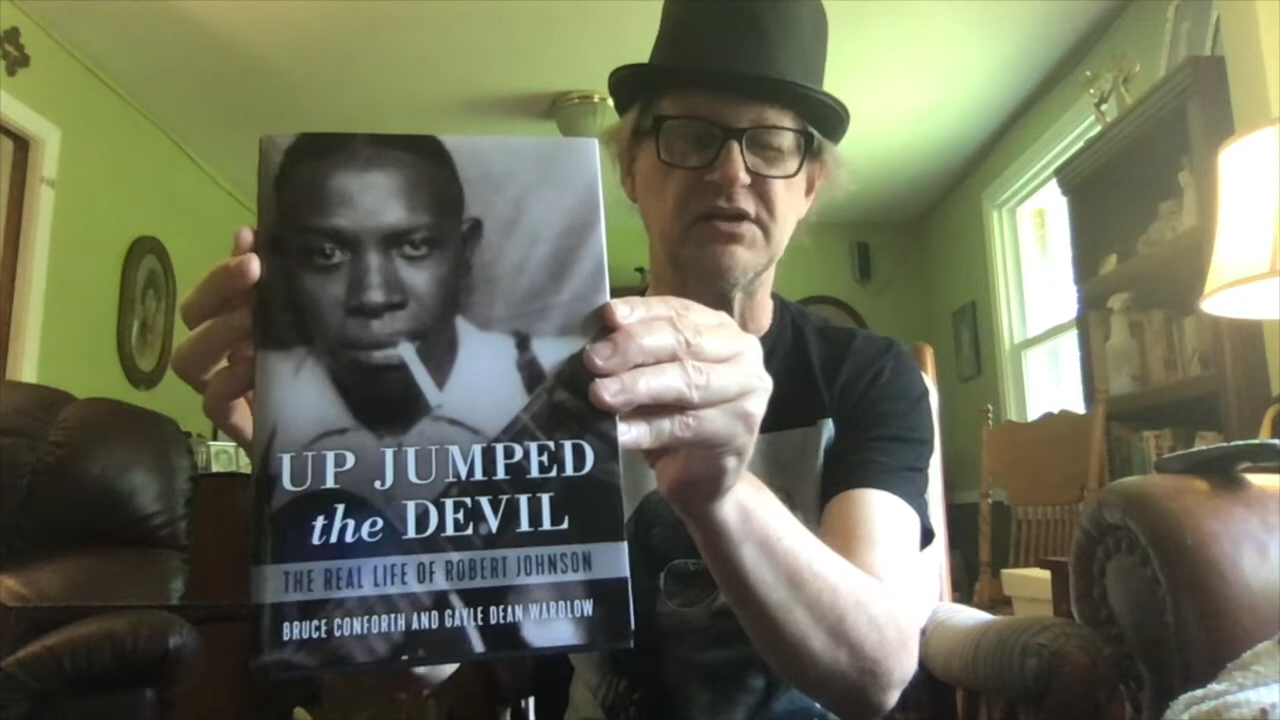 UP JUMPED
the DEVIL
THE REAL LIFE OF ROBERT JOHNSON
BRUCE CONFORTH AND GAYLE DEAN WARDLOW